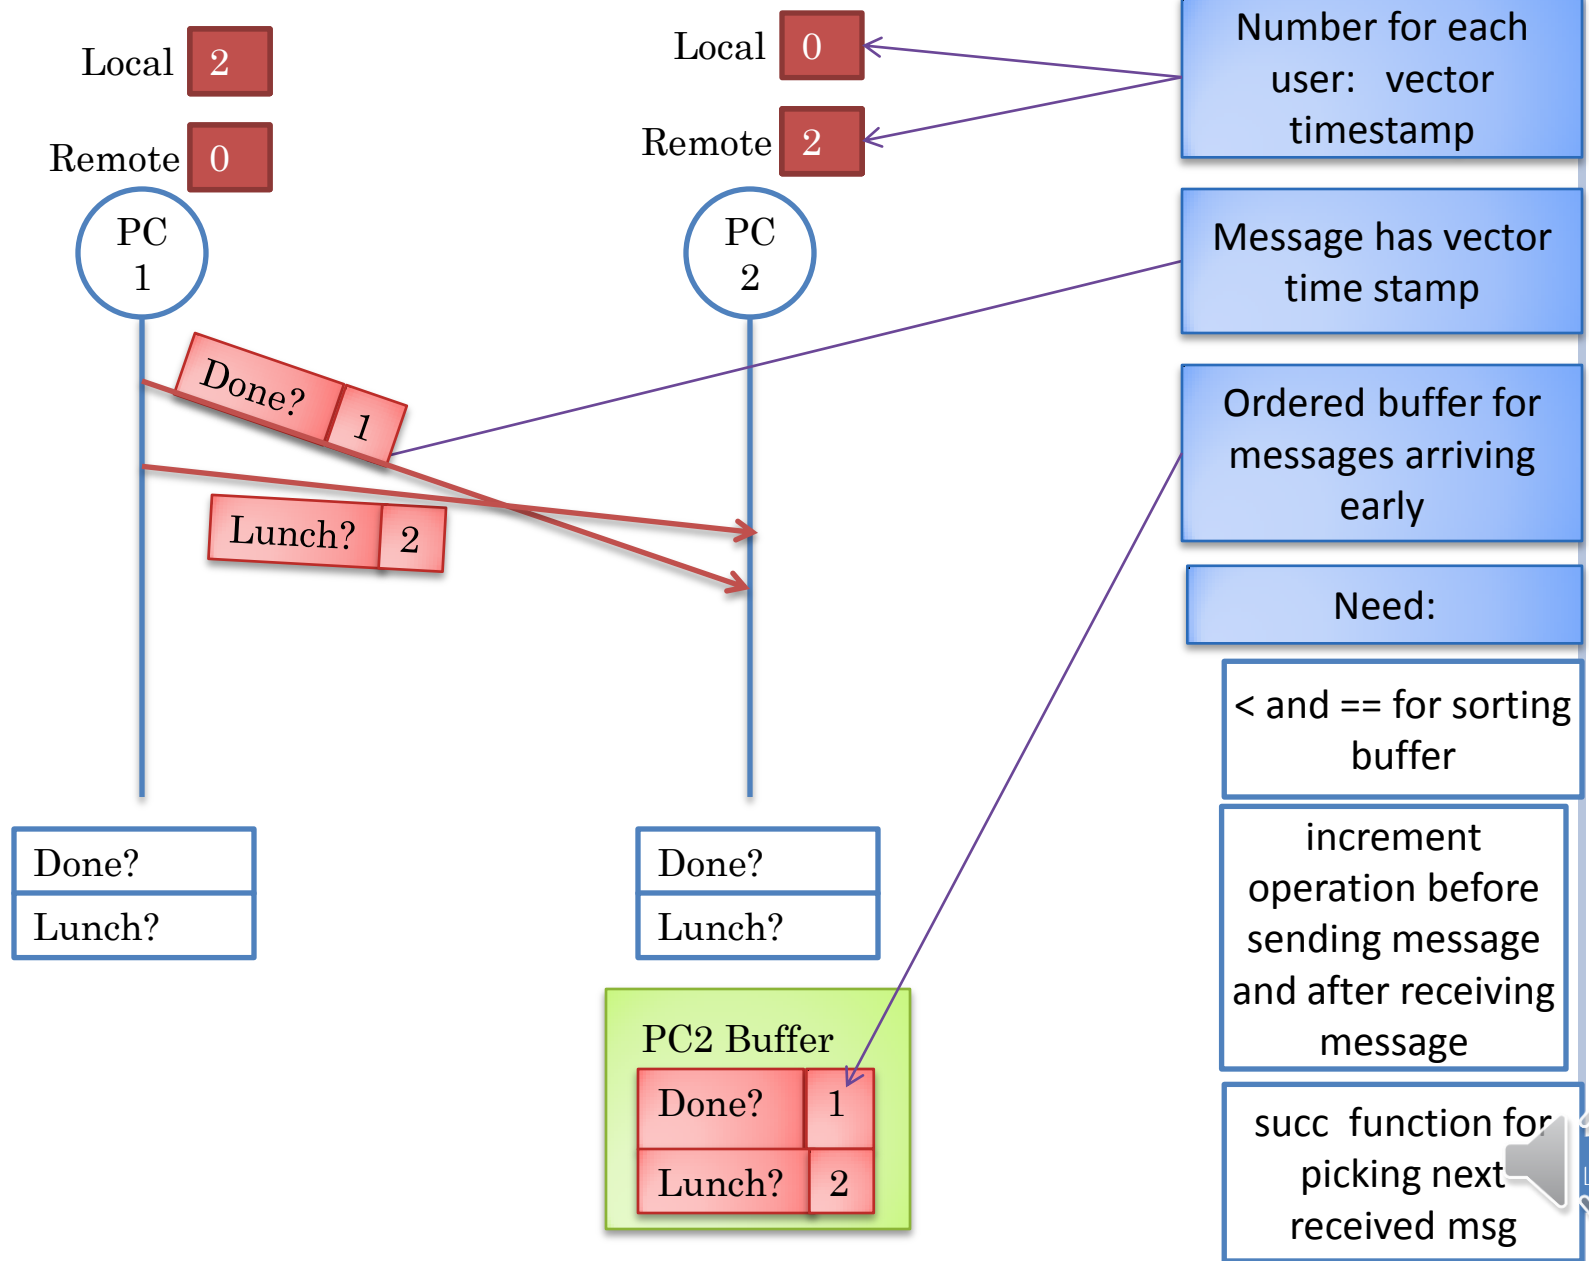 Local 2
Remote 0
PC
1
Local 0
Remote 2
PC
2
Done? 1
Lunch? 2
Done?
Lunch?
Done?
Lunch?
PC2 Buffer
Done? 1
Lunch? 2
Number for each
user: vector
timestamp
Message has vector
time stamp
Ordered buffer for
messages arriving
early
Need:
< and == for sorting
buffer
increment
operation before
sending message
and after receiving
message
succ function for
picking next
received msg